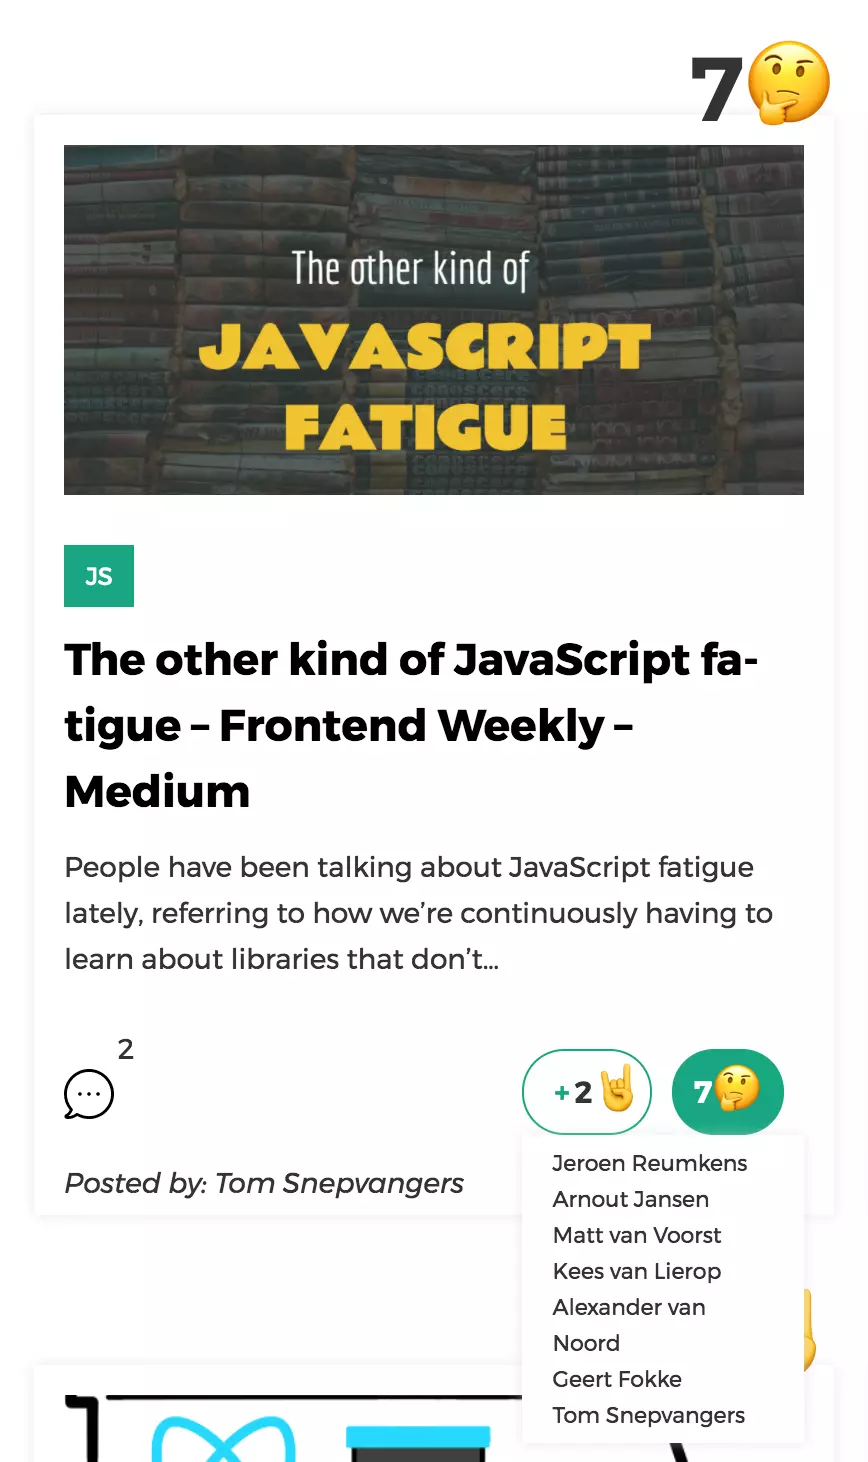 7
The other kind of
JAVASCRIPT
FATIGUE
JS
The other kind of JavaScript fa-
tigue – Frontend Weekly –
Medium
People have been talking about JavaScript fatigue
lately, referring to how we’re continuously having to
learn about libraries that don’t...
2
+2
7
Posted by: Tom Snepvangers
Jeroen Reumkens
Arnout Jansen
Matt van Voorst
Kees van Lierop
Alexander van
Noord
Geert Fokke
Tom Snepvangers